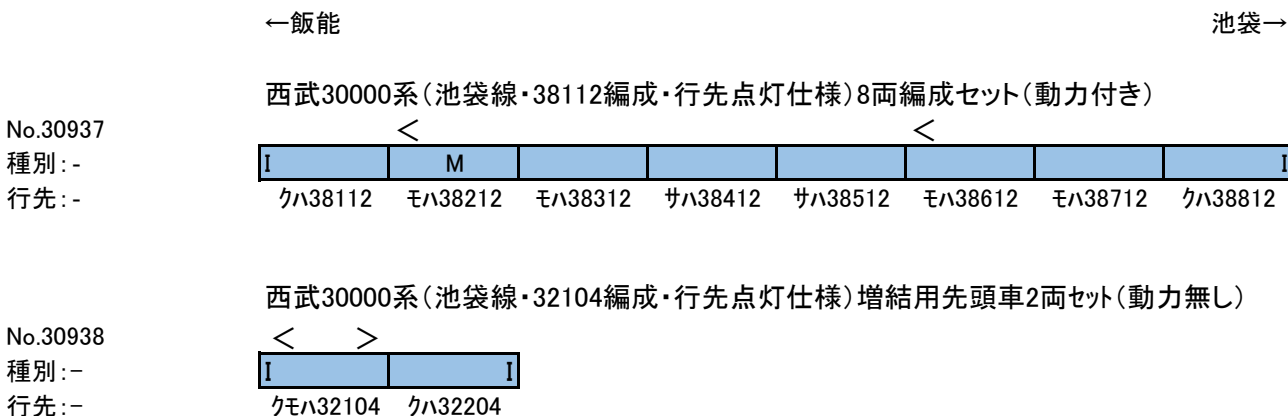 ←飯能 池袋→
西武30000系（池袋線・38112編成・行先点灯仕様）8両編成セット（動力付き）
No.30937 ＜ ＜
種別：- I M I
行先：- ｸﾊ38112 ﾓﾊ38212 ﾓﾊ38312 ｻﾊ38412 ｻﾊ38512 ﾓﾊ38612 ﾓﾊ38712 ｸﾊ38812
西武30000系（池袋線・32104編成・行先点灯仕様）増結用先頭車2両ｾｯﾄ（動力無し）
No.30938 ＜ ＞
種別：− I I
行先：− ｸﾓﾊ32104 ｸﾊ32204